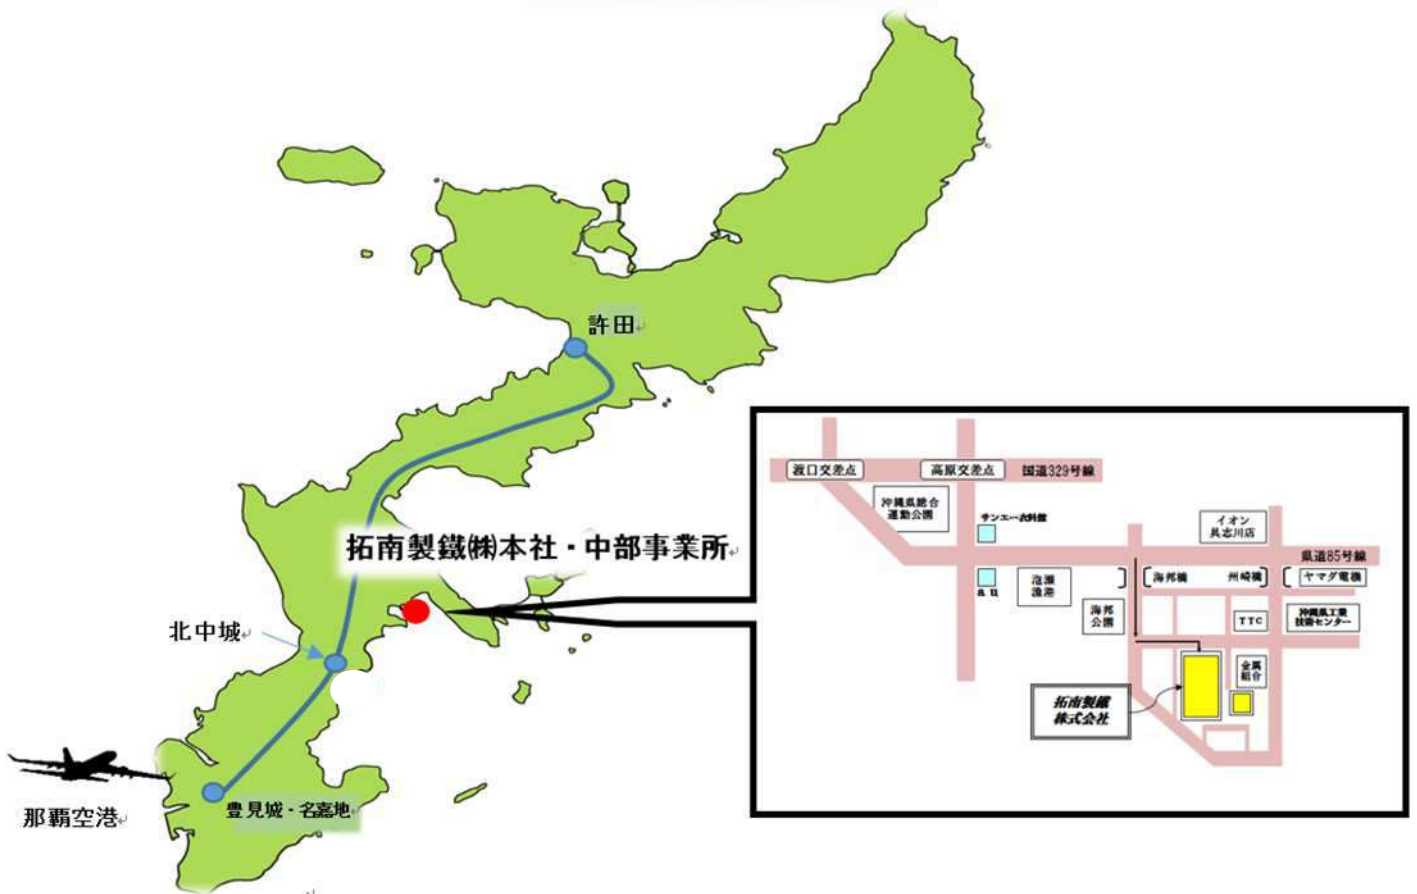 許田
拓南製鐵㈱本社・中部事業所
北中城
豊見城・名嘉地
那覇空港
渡口交差点
高原交差点
国道329号線
沖縄県総合
運動公園
サンエー衣料館
イオン
具志川店
県道85号線
au
泡瀬
漁港
海邦橋
州崎橋
ヤマダ電機
海邦
公園
TTC
沖縄県工業
技術センター
金属
組合
拓南製鐵
株式会社